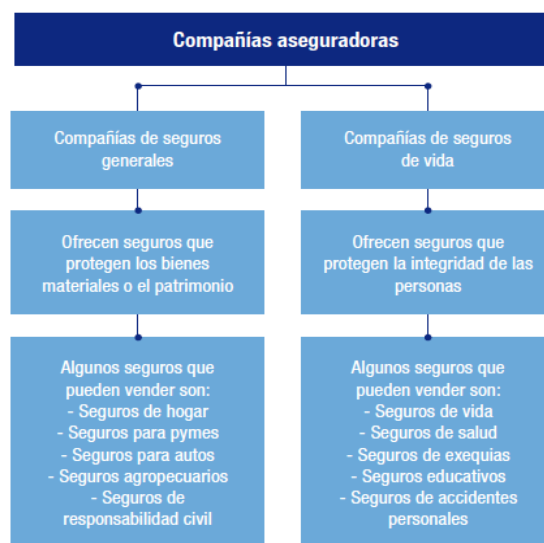 Compañías aseguradoras
Compañías de seguros
generales
Compañías de seguros
de vida
Ofrecen seguros que
protegen los bienes
materiales o el patrimonio
Ofrecen seguros que
protegen la integridad de las
personas
Algunos seguros que
pueden vender son:
- Seguros de hogar
- Seguros para pymes
- Seguros para autos
- Seguros agropecuarios
- Seguros de
responsabilidad civil
Algunos seguros que
pueden vender son:
- Seguros de vida
- Seguros de salud
- Seguros de exequias
- Seguros educativos
- Seguros de accidentes
personales